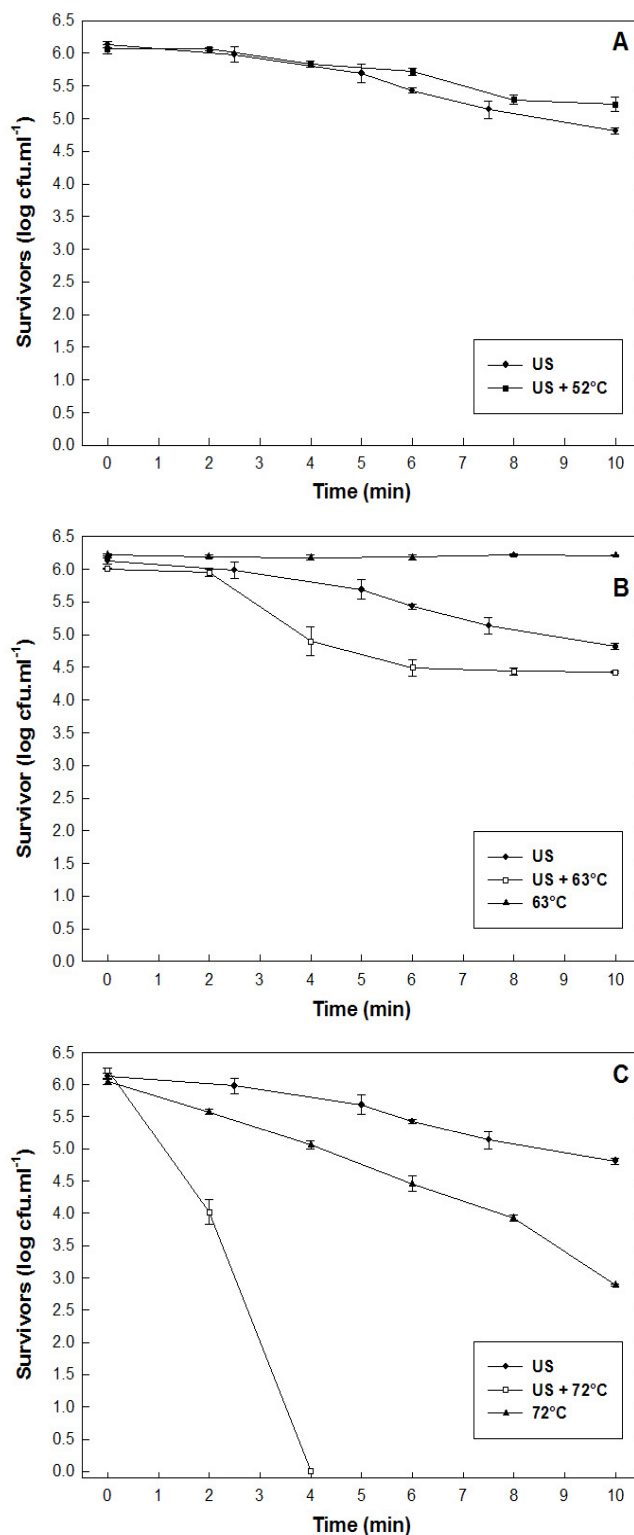 A
6.5
6.0
5.5
5.0
4.5
4.0
3.5
3.0
2.5
2.0
1.5
1.0
0.5
0.0
Survivors (log cfu.ml⁻¹)
US
US + 52°C
0 1 2 3 4 5 6 7 8 9 10
Time (min)
B
6.5
6.0
5.5
5.0
4.5
4.0
3.5
3.0
2.5
2.0
1.5
1.0
0.5
0.0
Survivor (log cfu.ml⁻¹)
US
US + 63°C
63°C
0 1 2 3 4 5 6 7 8 9 10
Time (min)
C
6.5
6.0
5.5
5.0
4.5
4.0
3.5
3.0
2.5
2.0
1.5
1.0
0.5
0.0
Survivors (log cfu.ml⁻¹)
US
US + 72°C
72°C
0 1 2 3 4 5 6 7 8 9 10
Time (min)